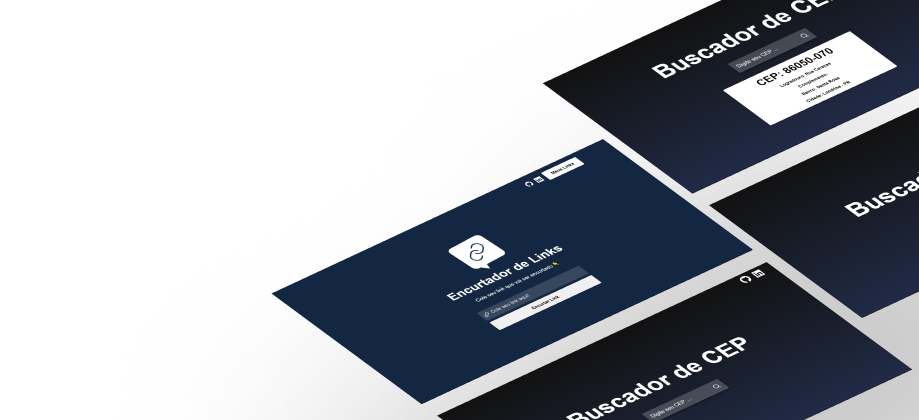 Buscador de CE
Digite seu CEP ...
CEP: 86050-070
Logradouro: Rua Caracas
Complemento:
Bairro: Santa Rosa
Cidade: Londrina - PR
Meus Links
Encurtador de Links
Cole seu link que vai ser encurtado 👇
Cole seu link aqui!
Encurtar Link
Busca
Buscador de CEP
Digite seu CEP ...